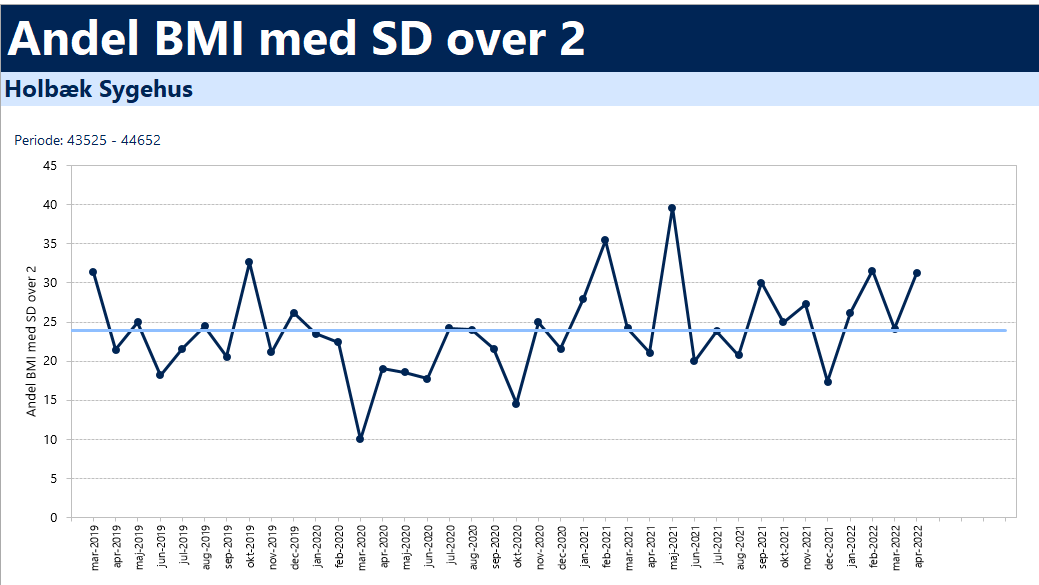 Andel BMI med SD over 2
Holbæk Sygehus
Periode: 43525 - 44652
Andel BMI med SD over 2
45
40
35
30
25
20
15
10
5
0
mar-2019
apr-2019
maj-2019
jun-2019
jul-2019
aug-2019
sep-2019
okt-2019
nov-2019
dec-2019
jan-2020
feb-2020
mar-2020
apr-2020
maj-2020
jun-2020
jul-2020
aug-2020
sep-2020
okt-2020
nov-2020
dec-2020
jan-2021
feb-2021
mar-2021
apr-2021
maj-2021
jun-2021
jul-2021
aug-2021
sep-2021
okt-2021
nov-2021
dec-2021
jan-2022
feb-2022
mar-2022
apr-2022